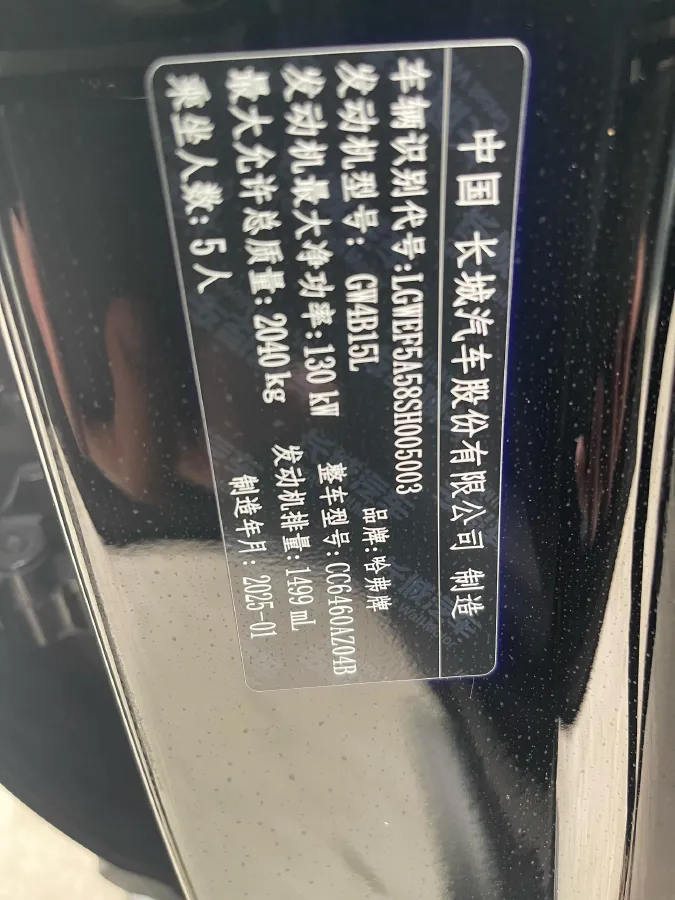 中国 长城汽车股份有限公司 制造
车辆识别代号:LGWEF5A58SH005003
品牌:哈弗牌
发动机型号: GW4B15L
整车型号:CC6460AZ04B
发动机最大净功率:130 kW
发动机排量:1499 mL
最大允许总质量:2040 kg
制造年月: 2025-01
乘坐人数: 5人